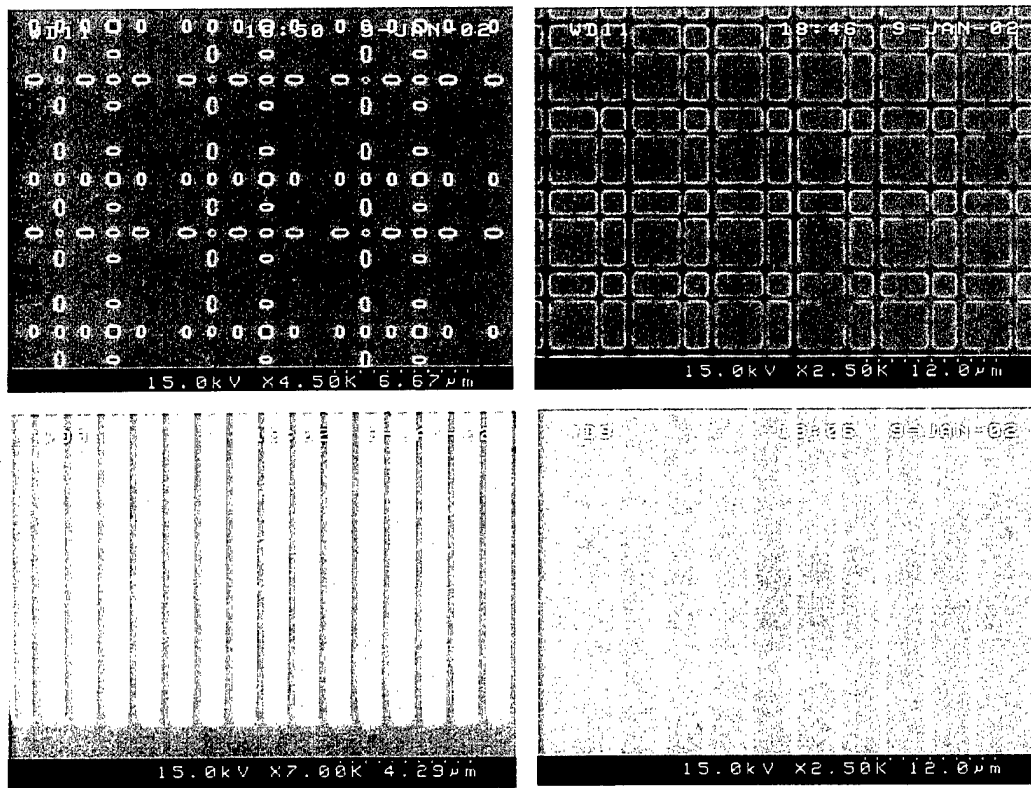 WD11 18:50 9-JAN-02
15.0kV X4.50K 6.67μm
WD11 18:46 9-JAN-02
15.0kV X2.50K 12.0μm
15.0kV X7.00K 4.29μm
9-JAN-02
15.0kV X2.50K 12.0μm